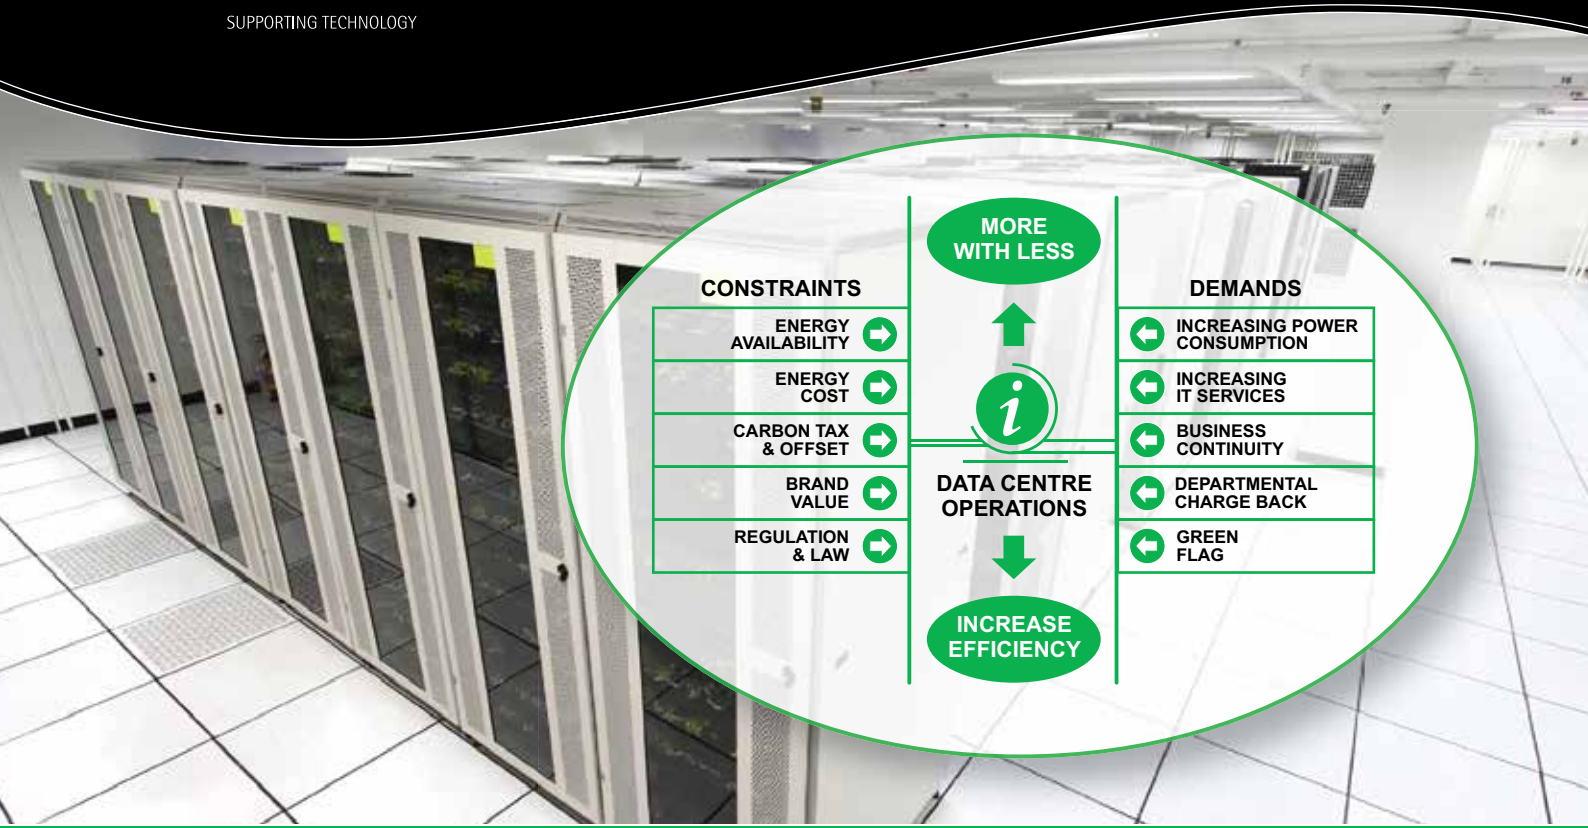 SUPPORTING TECHNOLOGY
MORE
WITH LESS
CONSTRAINTS
ENERGY
AVAILABILITY
ENERGY
COST
CARBON TAX
& OFFSET
BRAND
VALUE
REGULATION
& LAW
i
DATA CENTRE
OPERATIONS
INCREASE
EFFICIENCY
DEMANDS
INCREASING POWER
CONSUMPTION
INCREASING
IT SERVICES
BUSINESS
CONTINUITY
DEPARTMENTAL
CHARGE BACK
GREEN
FLAG